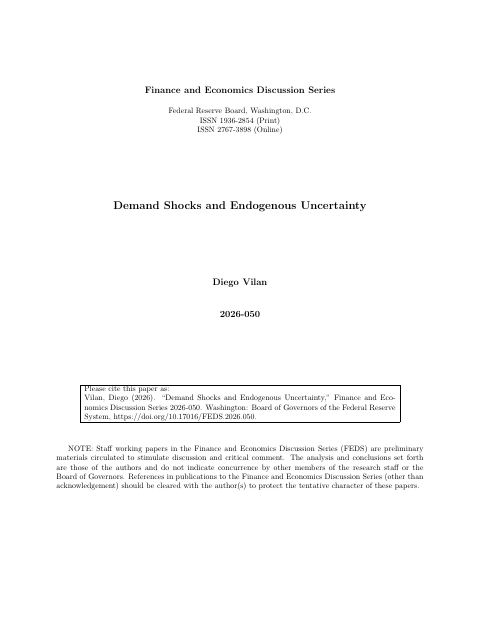 Finance and Economics Discussion Series
Federal Reserve Board, Washington, D.C.
ISSN 1936-2854 (Print)
ISSN 2767-3898 (Online)
Demand Shocks and Endogenous Uncertainty
Diego Vilan
2026-050
Please cite this paper as:
Vilan, Diego (2026). “Demand Shocks and Endogenous Uncertainty,” Finance and Eco-
nomics Discussion Series 2026-050. Washington: Board of Governors of the Federal Reserve
System, https://doi.org/10.17016/FEDS.2026.050.
NOTE: Staff working papers in the Finance and Economics Discussion Series (FEDS) are preliminary
materials circulated to stimulate discussion and critical comment. The analysis and conclusions set forth
are those of the authors and do not indicate concurrence by other members of the research staff or the
Board of Governors. References in publications to the Finance and Economics Discussion Series (other than
acknowledgement) should be cleared with the author(s) to protect the tentative character of these papers.